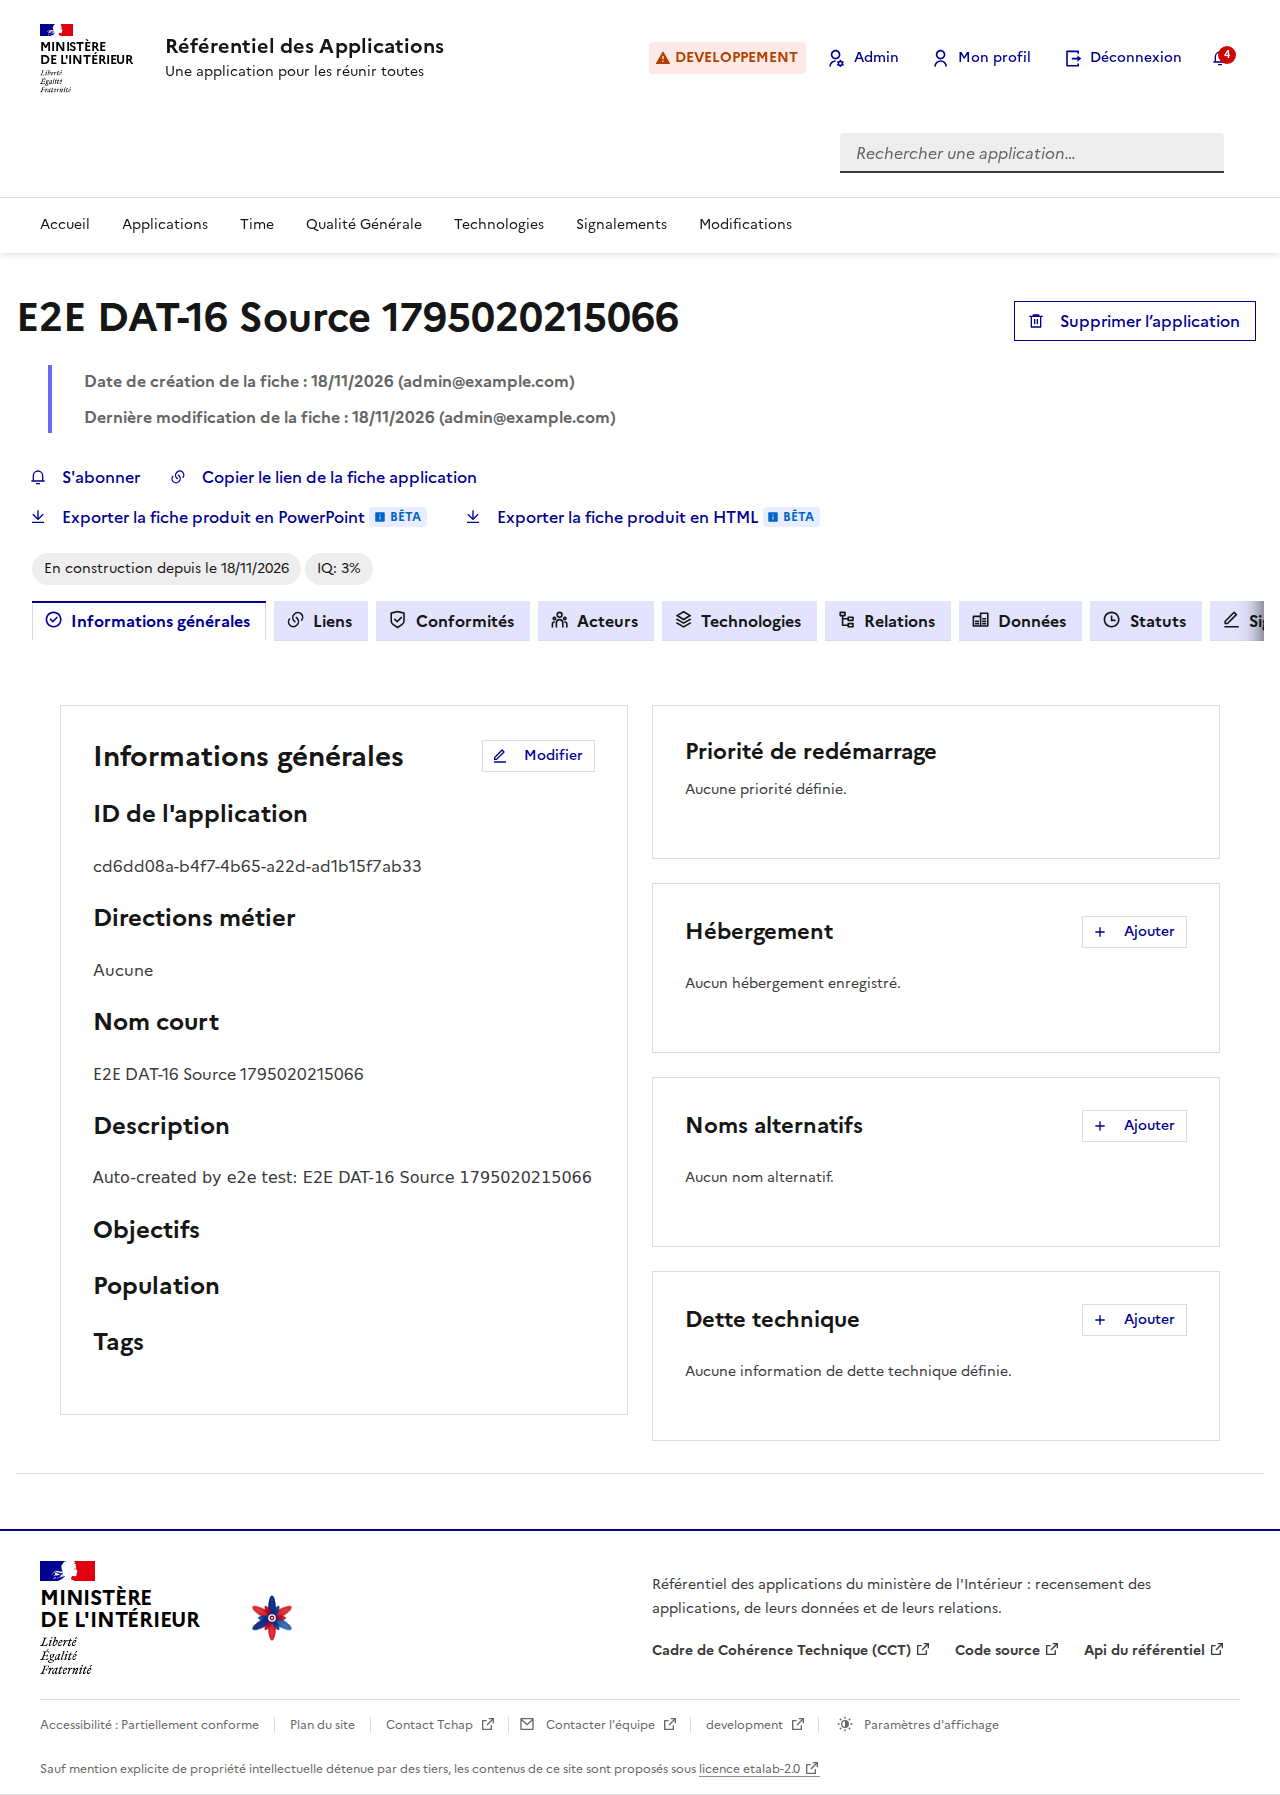 MINISTÈRE
DE L'INTÉRIEUR
Liberté
Égalité
Fraternité
Référentiel des Applications
Une application pour les réunir toutes
DEVELOPPEMENT
Admin
Mon profil
Déconnexion
4
Rechercher une application...
Accueil
Applications
Time
Qualité Générale
Technologies
Signalements
Modifications
E2E DAT-16 Source 1795020215066
Supprimer l’application
Date de création de la fiche : 18/11/2026 (admin@example.com)
Dernière modification de la fiche : 18/11/2026 (admin@example.com)
S'abonner
Copier le lien de la fiche application
Exporter la fiche produit en PowerPoint BÊTA
Exporter la fiche produit en HTML BÊTA
En construction depuis le 18/11/2026
IQ: 3%
Informations générales
Liens
Conformités
Acteurs
Technologies
Relations
Données
Statuts
Informations générales
Modifier
ID de l'application
cd6dd08a-b4f7-4b65-a22d-ad1b15f7ab33
Directions métier
Aucune
Nom court
E2E DAT-16 Source 1795020215066
Description
Auto-created by e2e test: E2E DAT-16 Source 1795020215066
Objectifs
Population
Tags
Priorité de redémarrage
Aucune priorité définie.
Hébergement
Ajouter
Aucun hébergement enregistré.
Noms alternatifs
Ajouter
Aucun nom alternatif.
Dette technique
Ajouter
Aucune information de dette technique définie.
MINISTÈRE
DE L'INTÉRIEUR
Liberté
Égalité
Fraternité
Référentiel des applications du ministère de l'Intérieur : recensement des
applications, de leurs données et de leurs relations.
Cadre de Cohérence Technique (CCT)
Code source
Api du référentiel
Accessibilité : Partiellement conforme
Plan du site
Contact Tchap
Contacter l'équipe
development
Paramètres d'affichage
Sauf mention explicite de propriété intellectuelle détenue par des tiers, les contenus de ce site sont proposés sous licence etalab-2.0